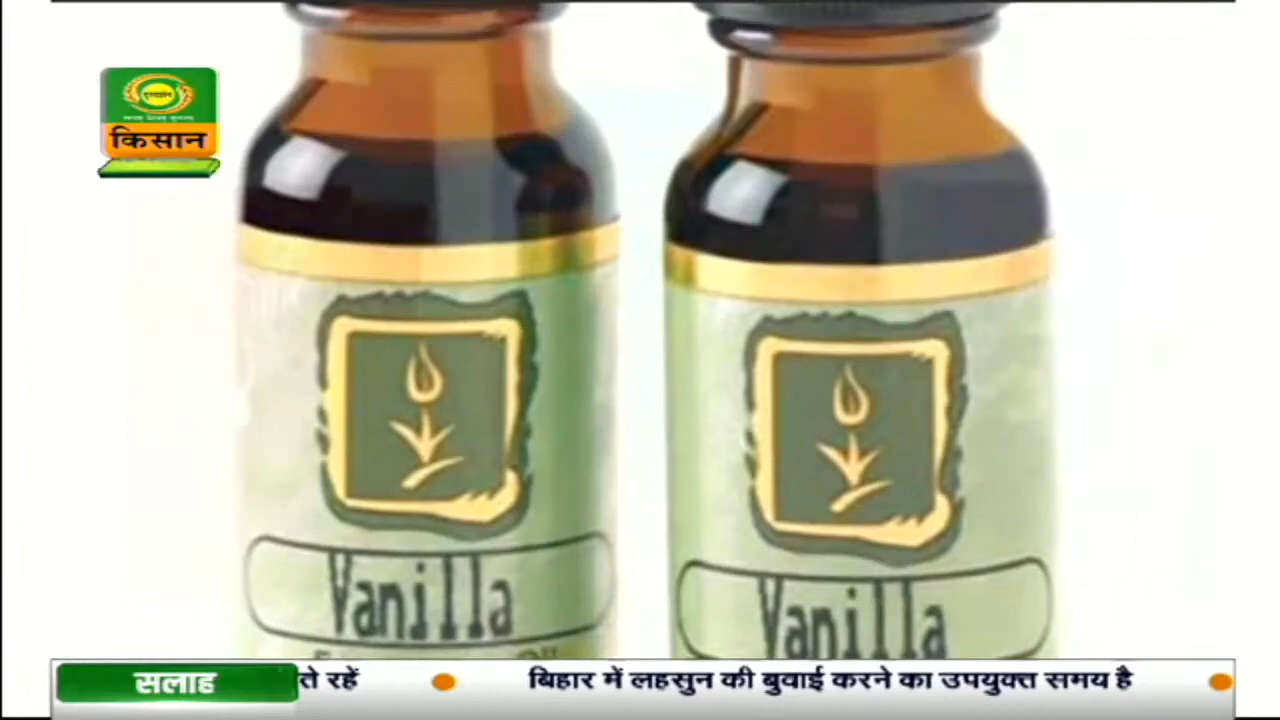 किसान
Vanilla
Vanilla
सलाह
ते रहें
बिहार में लहसुन की बुवाई करने का उपयुक्त समय है